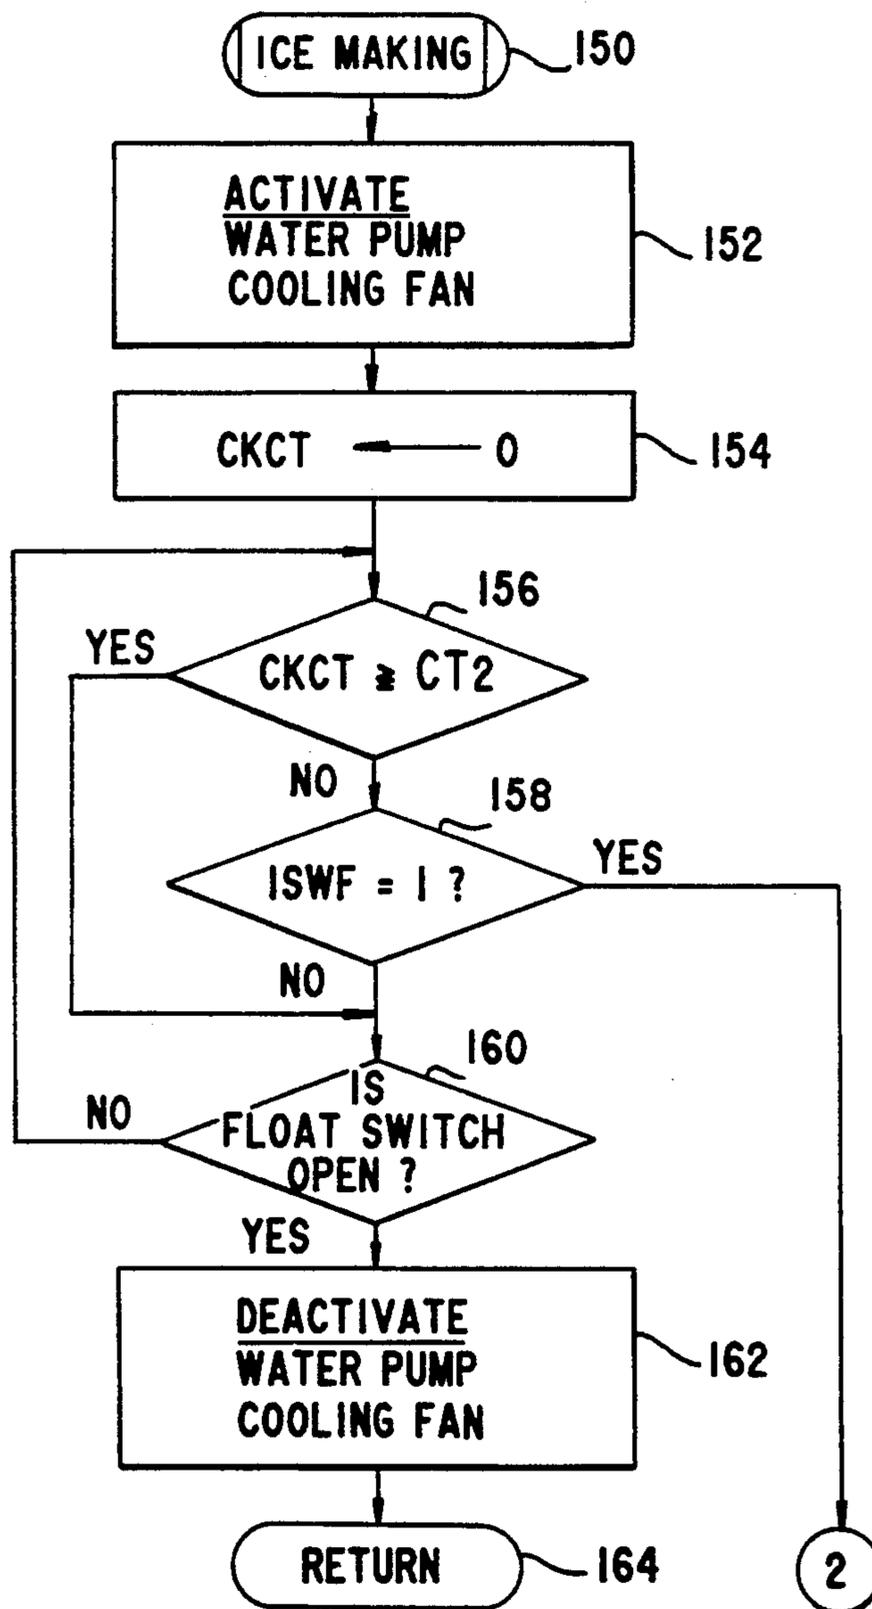 ICE MAKING
150
ACTIVATE
WATER PUMP
COOLING FAN
152
CKCT ← 0
154
156
YES
CKCT ≧ CT2
NO
158
ISWF = 1 ?
YES
NO
160
IS
FLOAT SWITCH
OPEN ?
NO
YES
DEACTIVATE
WATER PUMP
COOLING FAN
162
RETURN
164
2